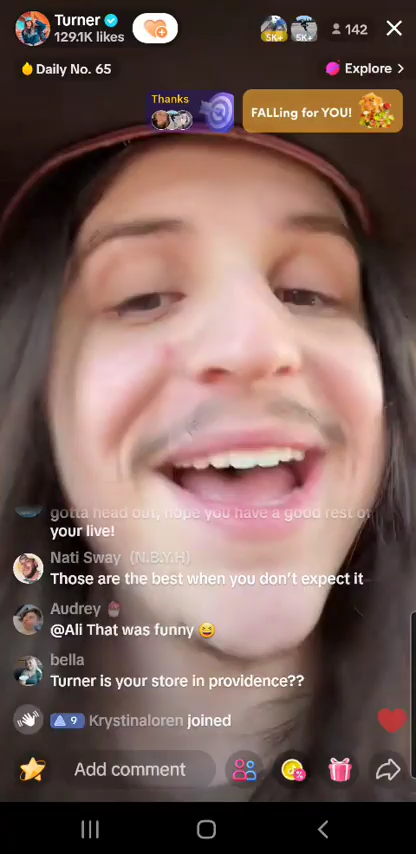 Turner
129.1K likes
5K+ 5K+
142
Daily No. 65
Explore >
Thanks
FALLing for YOU!
gotta head out, hope you have a good rest of
your live!
Nati Sway (N.B.Y.H)
Those are the best when you don't expect it
Audrey
@Ali That was funny 😆
bella
Turner is your store in providence??
9 Krystinaloren joined
Add comment